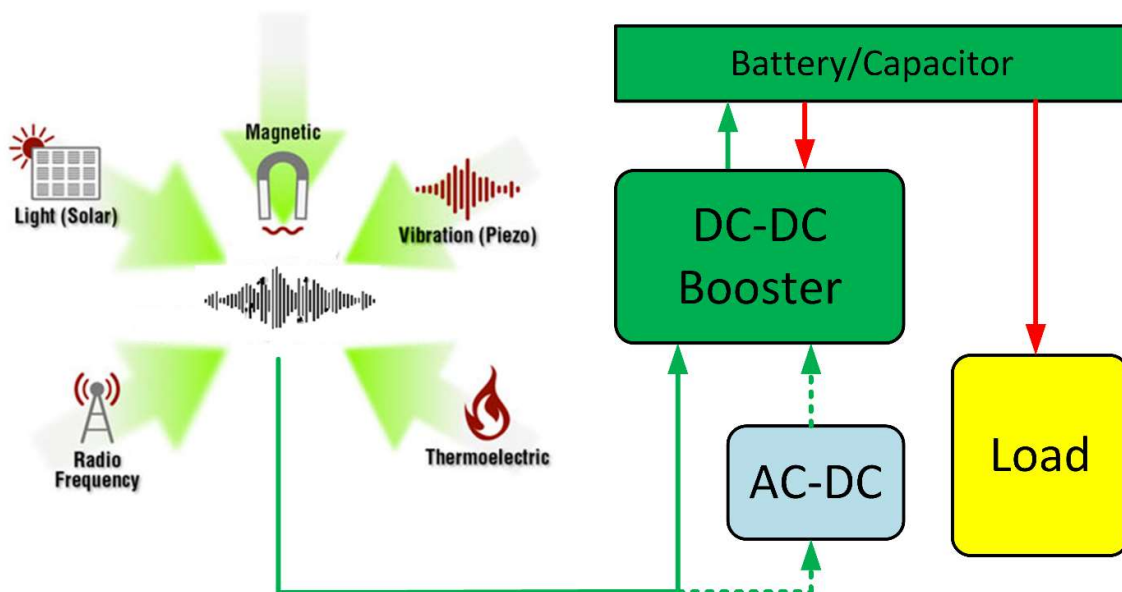 Magnetic
Light (Solar)
Vibration (Piezo)
Radio
Frequency
Thermoelectric
Battery/Capacitor
DC-DC
Booster
AC-DC
Load